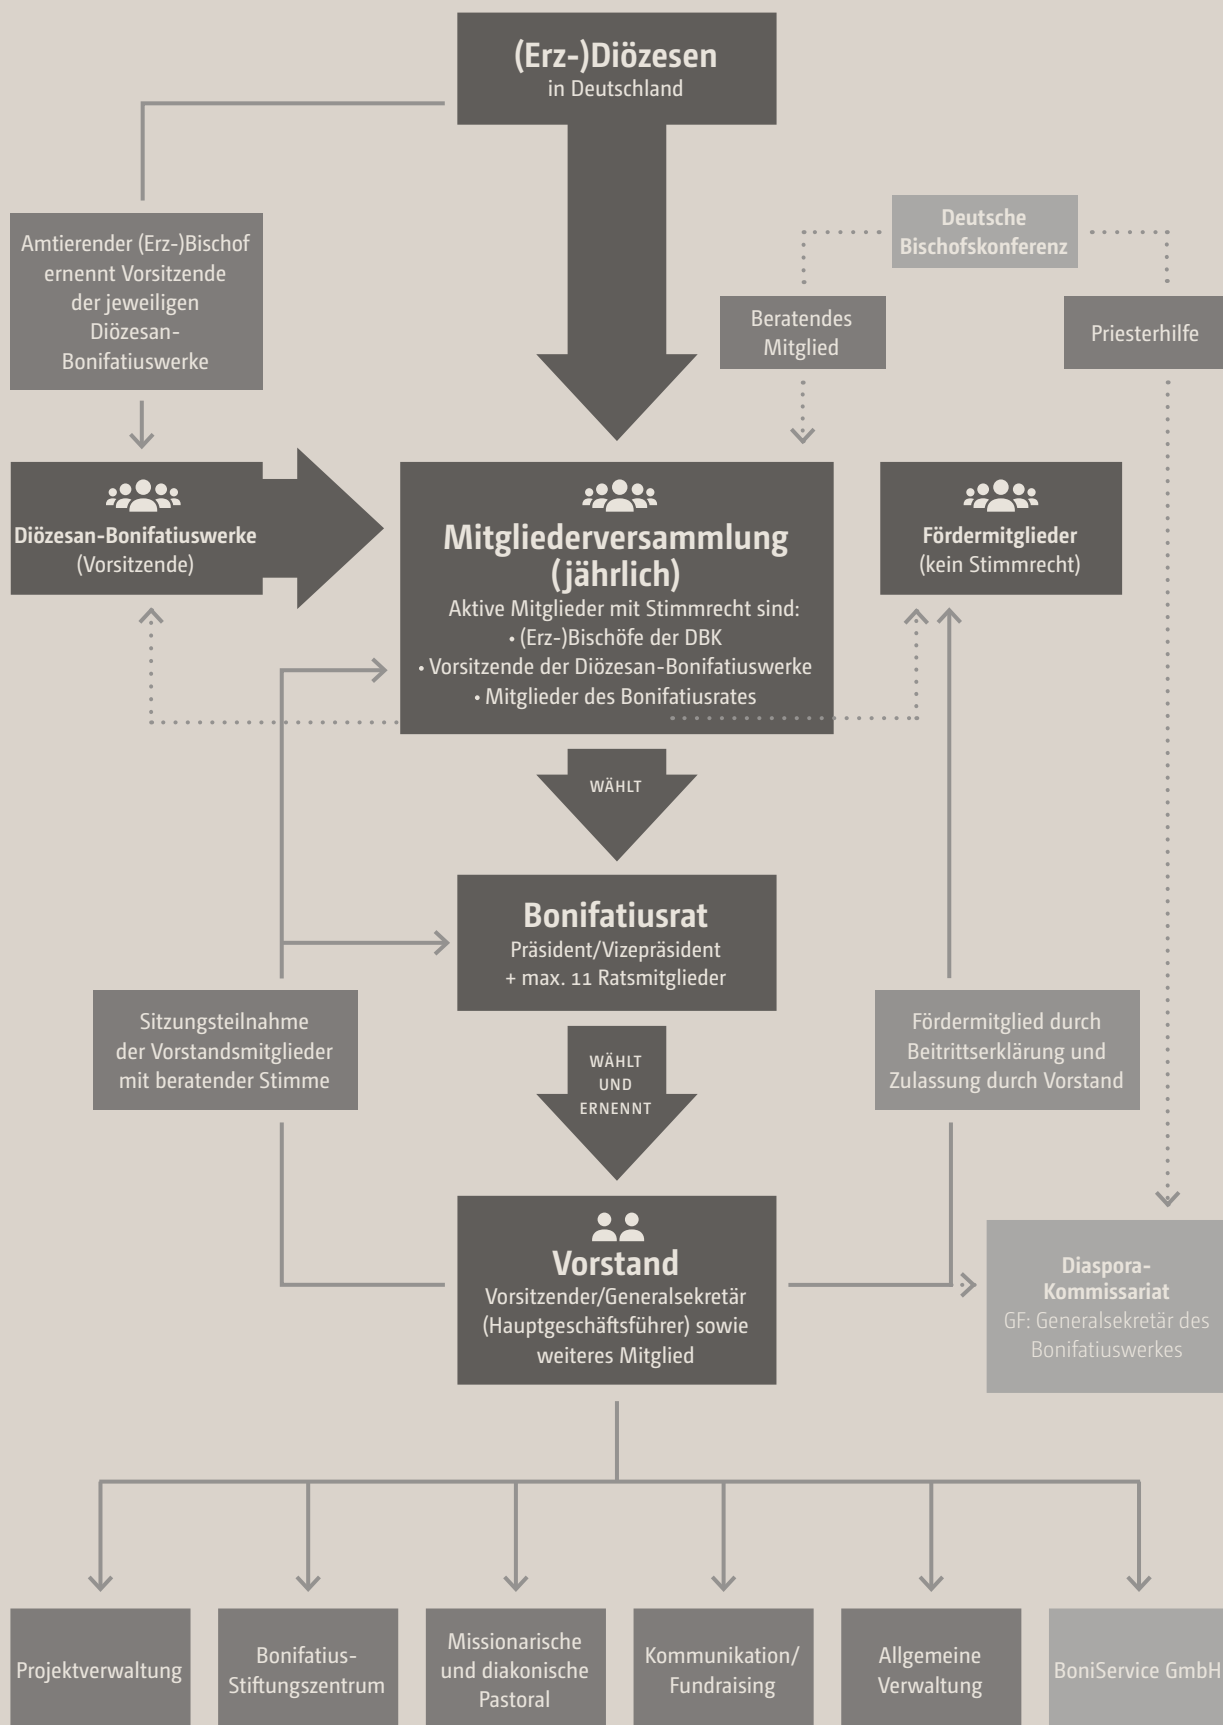 (Erz-)Diözesen
in Deutschland
Amtierender (Erz-)Bischof
ernennt Vorsitzende
der jeweiligen
Diözesan-
Bonifatiuswerke
Deutsche
Bischofskonferenz
Beratendes
Mitglied
Priesterhilfe
Diözesan-Bonifatiuswerke
(Vorsitzende)
Mitgliederversammlung
(jährlich)
Aktive Mitglieder mit Stimmrecht sind:
• (Erz-)Bischöfe der DBK
• Vorsitzende der Diözesan-Bonifatiuswerke
• Mitglieder des Bonifatiusrates
Fördermitglieder
(kein Stimmrecht)
WÄHLT
Bonifatiusrat
Präsident/Vizepräsident
+ max. 11 Ratsmitglieder
Sitzungsteilnahme
der Vorstandsmitglieder
mit beratender Stimme
WÄHLT
UND
ERNENNT
Fördermitglied durch
Beitrittserklärung und
Zulassung durch Vorstand
Vorstand
Vorsitzender/Generalsekretär
(Hauptgeschäftsführer) sowie
weiteres Mitglied
Diaspora-
Kommissariat
GF: Generalsekretär des
Bonifatiuswerkes
Projektverwaltung
Bonifatius-
Stiftungszentrum
Missionarische
und diakonische
Pastoral
Kommunikation/
Fundraising
Allgemeine
Verwaltung
BoniService GmbH